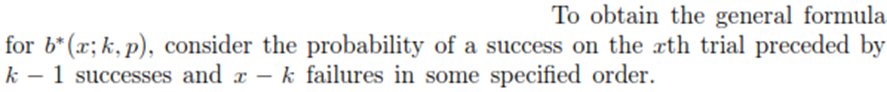 To obtain the general formula
for b*(x; k, p), consider the probability of a success on the xth trial preceded by
k − 1 successes and x − k failures in some specified order.